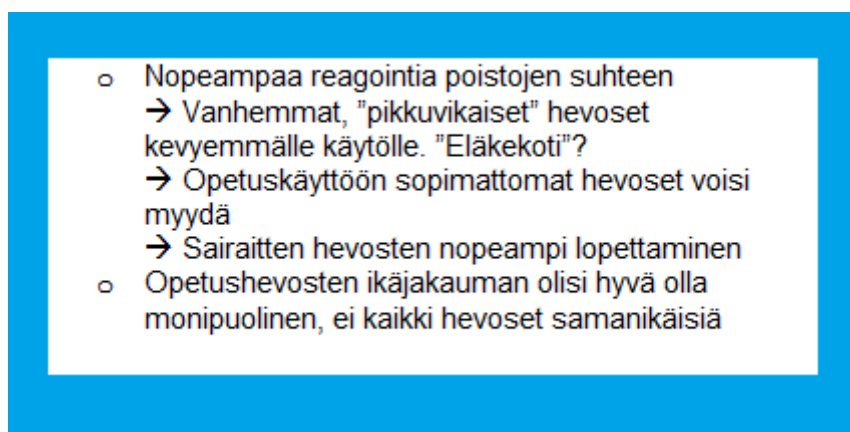 o Nopeampaa reagointia poistojen suhteen
→ Vanhemmat, ”pikkuvikaiset” hevoset
kevyemmälle käytölle. ”Eläkekoti”?
→ Opetuskäyttöön sopimattomat hevoset voisi
myydä
→ Sairaitten hevosten nopeampi lopettaminen
o Opetushevosten ikäjakauman olisi hyvä olla
monipuolinen, ei kaikki hevoset samanikäisiä